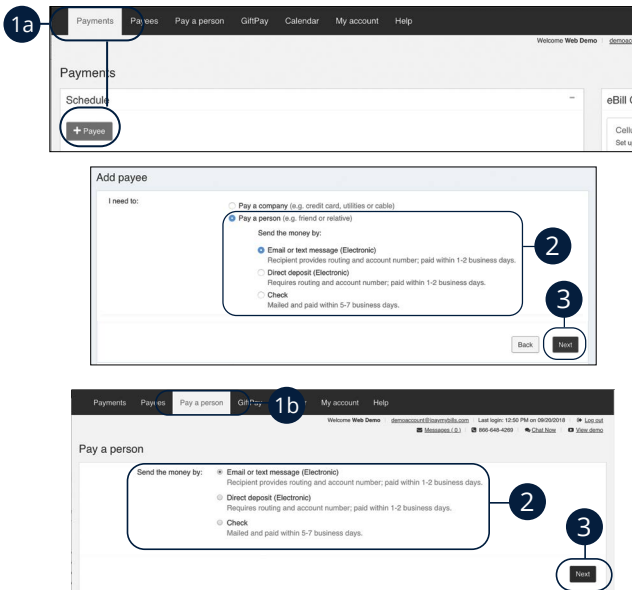 1a
Payments Payees Pay a person GiftPay Calendar My account Help
Welcome Web Demo
Payments
Schedule −
eBill
+ Payee
Set u
Add payee
I need to:
Pay a company (e.g. credit card, utilities or cable)
Pay a person (e.g. friend or relative)
Send the money by:
Email or text message (Electronic)
Recipient provides routing and account number; paid within 1-2 business days.
2
Direct deposit (Electronic)
Requires routing and account number; paid within 1-2 business days.
Check
Mailed and paid within 5-7 business days.
3
Back Next
Payments Payees Pay a person GiftPay 1b My account Help
Welcome Web Demo demoaccount@ipaymybills.com Last login: 12:50 PM on 09/20/2018 Log out
Messages ( 0 ) 866-648-4269 Chat Now View demo
Pay a person
Send the money by: Email or text message (Electronic)
Recipient provides routing and account number; paid within 1-2 business days.
Direct deposit (Electronic)
Requires routing and account number; paid within 1-2 business days.
2
Check
Mailed and paid within 5-7 business days.
3
Next